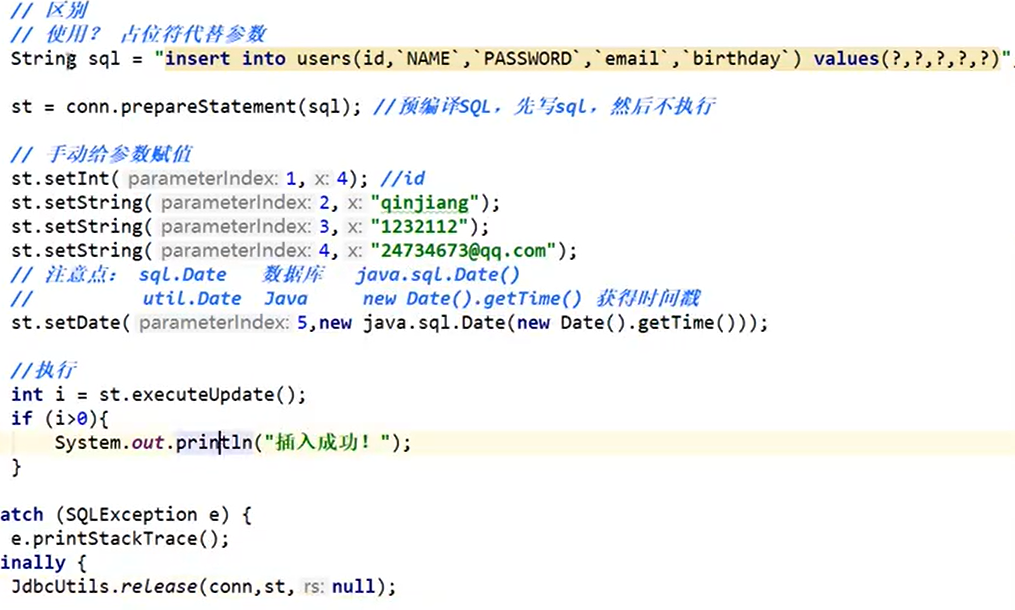 // 区别
// 使用？ 占位符代替参数
String sql = "insert into users(id,`NAME`,`PASSWORD`,`email`,`birthday`) values(?,?,?,?,?)";
st = conn.prepareStatement(sql); //预编译SQL，先写sql，然后不执行
// 手动给参数赋值
st.setInt( parameterIndex: 1, x: 4); //id
st.setString( parameterIndex: 2, x: "qinjiang");
st.setString( parameterIndex: 3, x: "1232112");
st.setString( parameterIndex: 4, x: "24734673@qq.com");
// 注意点： sql.Date 数据库 java.sql.Date()
// util.Date Java new Date().getTime() 获得时间戳
st.setDate( parameterIndex: 5,new java.sql.Date(new Date().getTime()));
//执行
int i = st.executeUpdate();
if (i>0){
System.out.println("插入成功！");
}
atch (SQLException e) {
e.printStackTrace();
inally {
JdbcUtils.release(conn,st, rs: null);